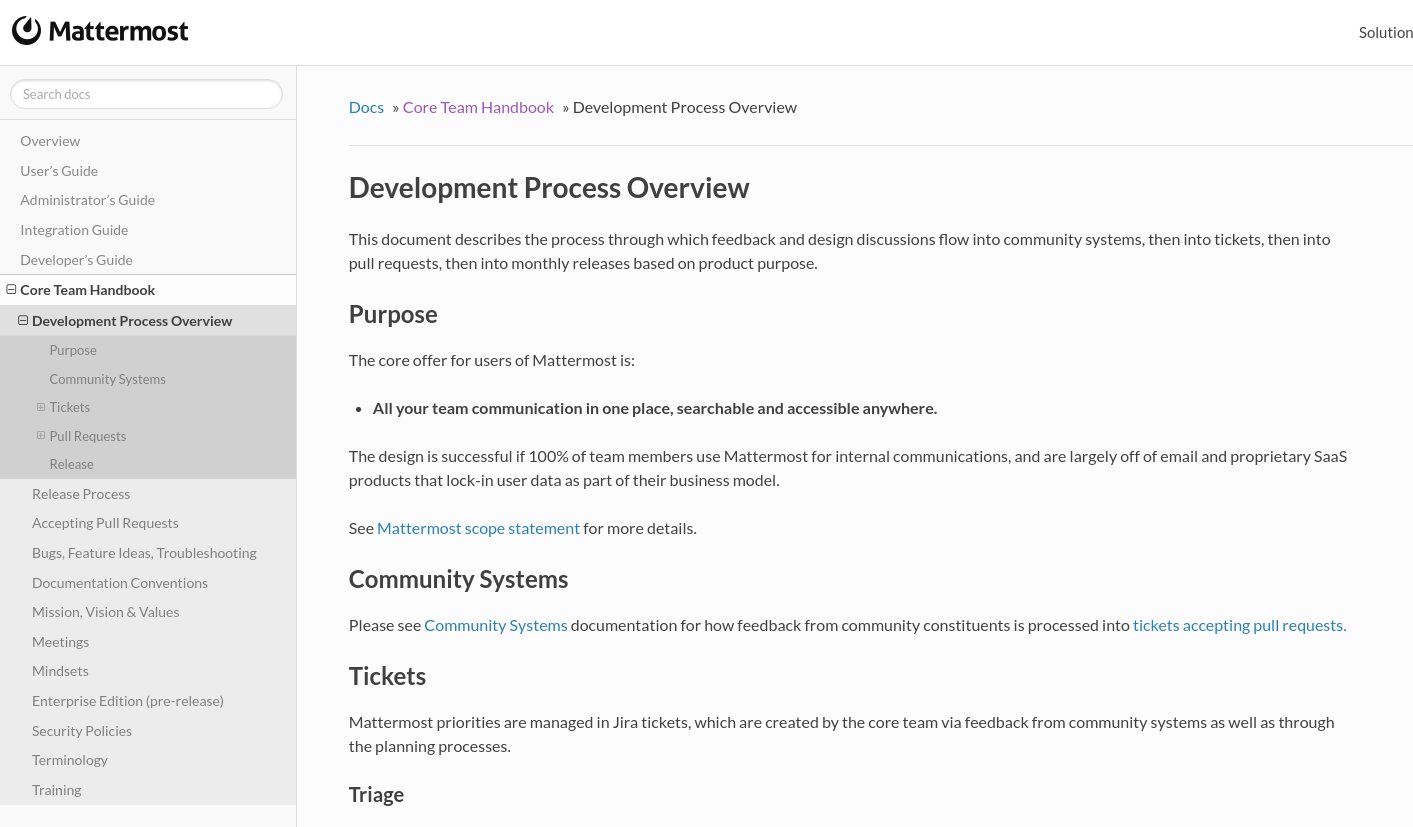 Mattermost
Solution
Search docs
Overview
User’s Guide
Administrator’s Guide
Integration Guide
Developer’s Guide
Core Team Handbook
Development Process Overview
Purpose
Community Systems
Tickets
Pull Requests
Release
Release Process
Accepting Pull Requests
Bugs, Feature Ideas, Troubleshooting
Documentation Conventions
Mission, Vision & Values
Meetings
Mindsets
Enterprise Edition (pre-release)
Security Policies
Terminology
Training
Docs » Core Team Handbook » Development Process Overview
Development Process Overview
This document describes the process through which feedback and design discussions flow into community systems, then into tickets, then into
pull requests, then into monthly releases based on product purpose.
Purpose
The core offer for users of Mattermost is:
• All your team communication in one place, searchable and accessible anywhere.
The design is successful if 100% of team members use Mattermost for internal communications, and are largely off of email and proprietary SaaS
products that lock-in user data as part of their business model.
See Mattermost scope statement for more details.
Community Systems
Please see Community Systems documentation for how feedback from community constituents is processed into tickets accepting pull requests.
Tickets
Mattermost priorities are managed in Jira tickets, which are created by the core team via feedback from community systems as well as through
the planning processes.
Triage